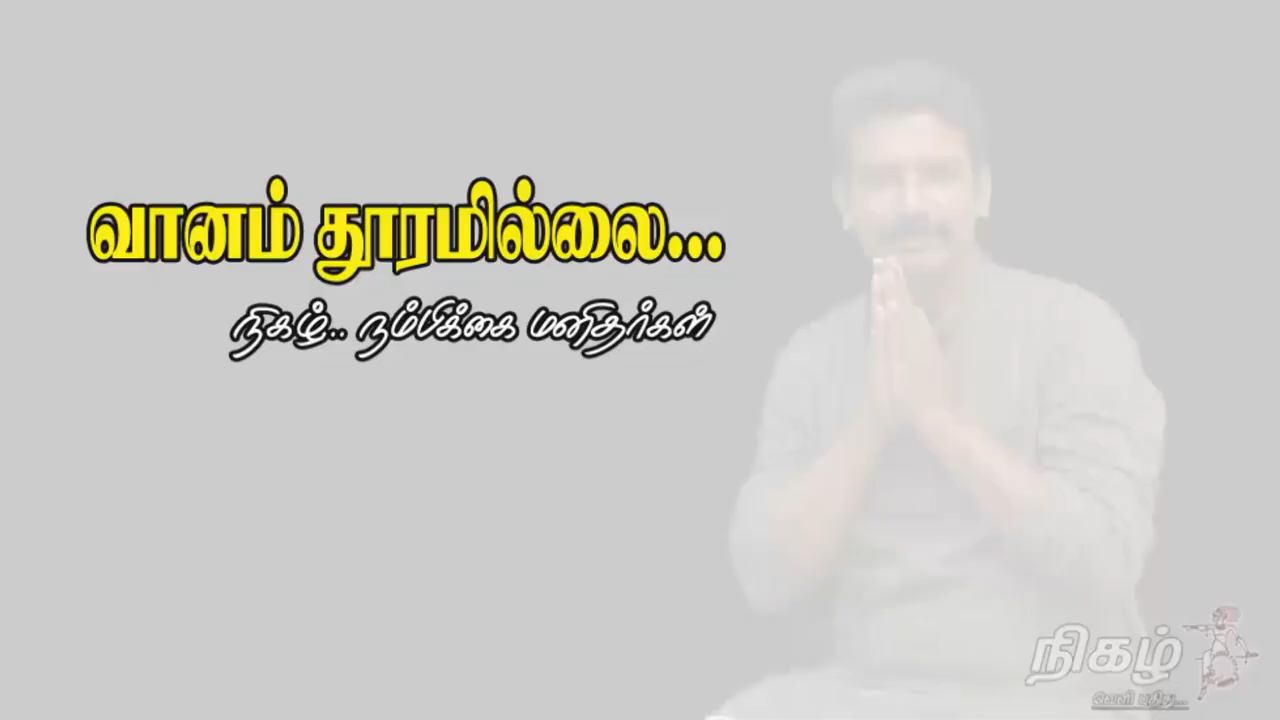 வானம் தூரமில்லை...
நிகழ்.. நம்பிக்கை மனிதர்கள்
நிகழ்
வெளி புதிது...